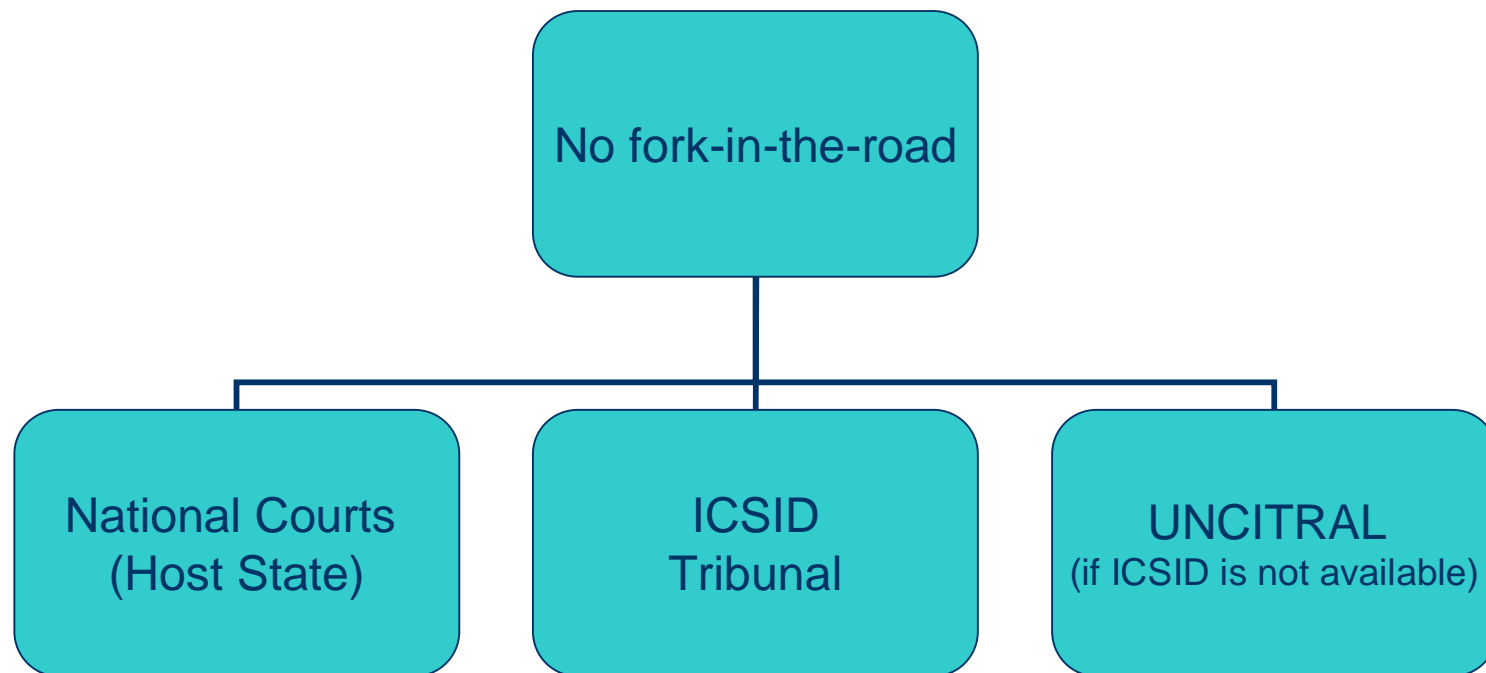 No fork-in-the-road
National Courts
(Host State)
ICSID
Tribunal
UNCITRAL
(if ICSID is not available)